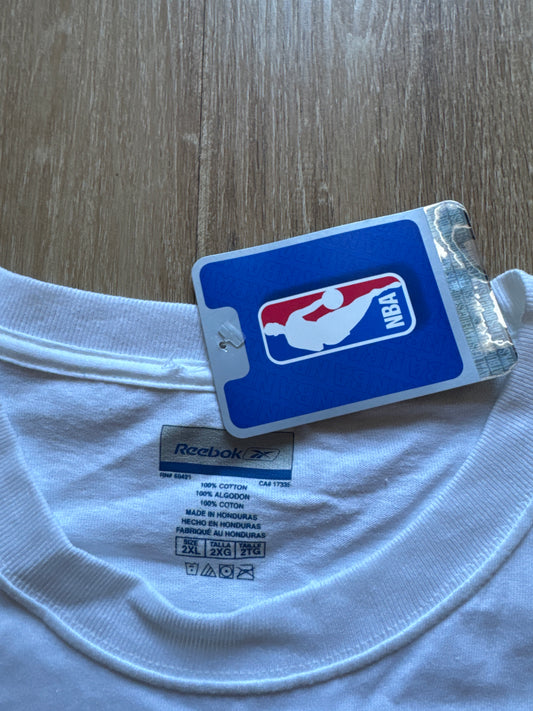 NBA
Reebok
RN# 69421 CA# 17335
100% COTTON
100% ALGODON
100% COTON
MADE IN HONDURAS
HECHO EN HONDURAS
FABRIQUÉ AU HONDURAS
SIZE TALLA TAILLE
2XL 2XG 2TG